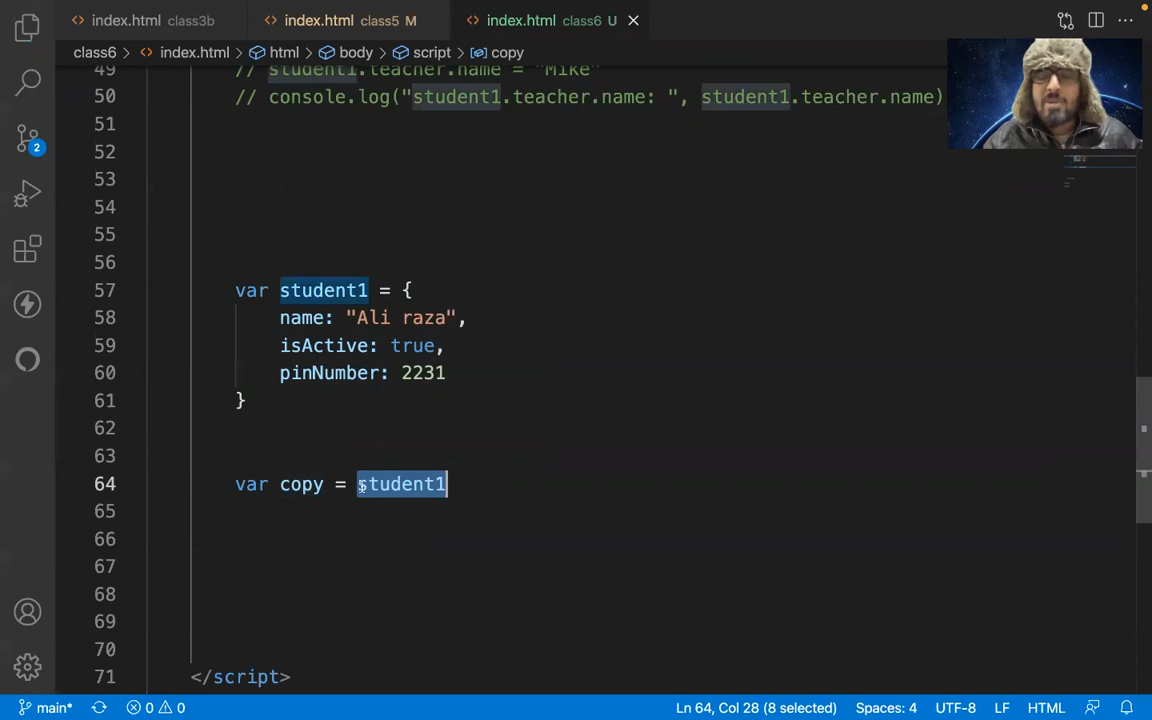 index.html class3b index.html class5 M index.html class6 U
class6 index.html html body script copy
49 // student1.teacher.name = "Mike"
50 // console.log("student1.teacher.name: ", student1.teacher.name)
51
52
53
54
55
56
57 var student1 = {
58 name: "Ali raza",
59 isActive: true,
60 pinNumber: 2231
61 }
62
63
64 var copy = student1
65
66
67
68
69
70
71 </script>
2
main* 0 0 Ln 64, Col 28 (8 selected) Spaces: 4 UTF-8 LF HTML